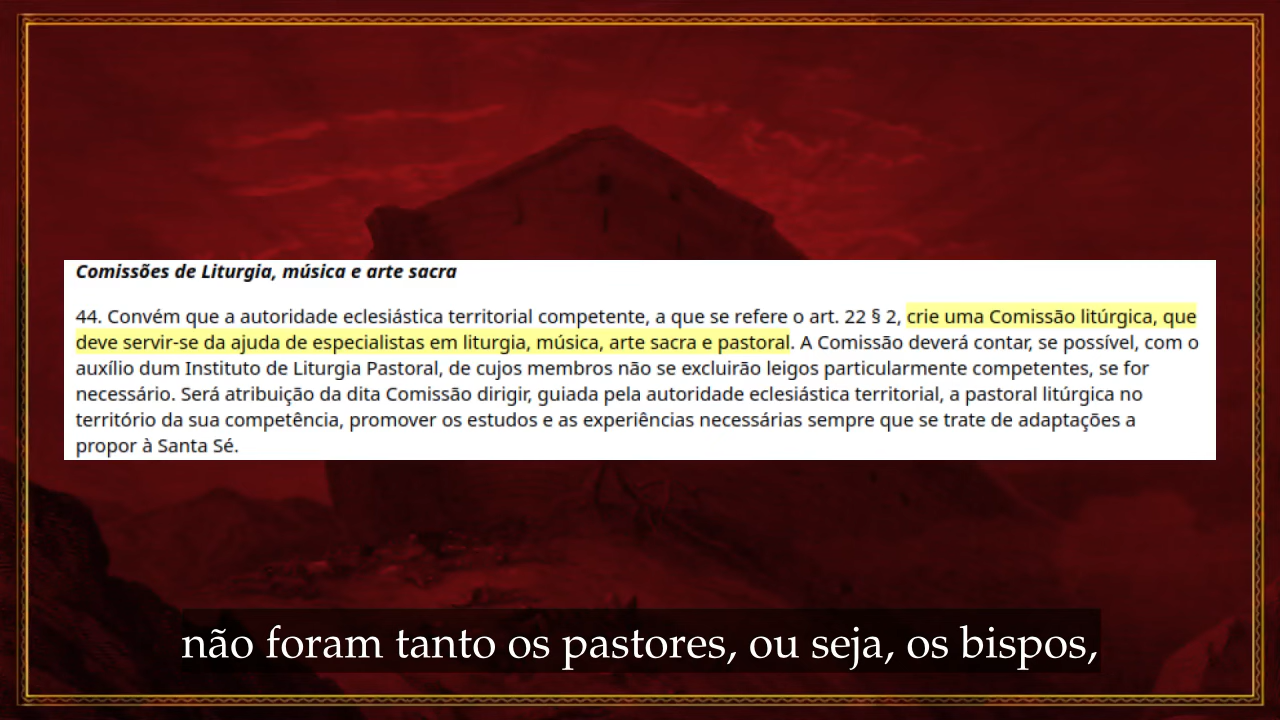 Comissões de Liturgia, música e arte sacra
44. Convém que a autoridade eclesiástica territorial competente, a que se refere o art. 22 § 2, crie uma Comissão litúrgica, que
deve servir-se da ajuda de especialistas em liturgia, música, arte sacra e pastoral. A Comissão deverá contar, se possível, com o
auxílio dum Instituto de Liturgia Pastoral, de cujos membros não se excluirão leigos particularmente competentes, se for
necessário. Será atribuição da dita Comissão dirigir, guiada pela autoridade eclesiástica territorial, a pastoral litúrgica no
território da sua competência, promover os estudos e as experiências necessárias sempre que se trate de adaptações a
propor à Santa Sé.
não foram tanto os pastores, ou seja, os bispos,